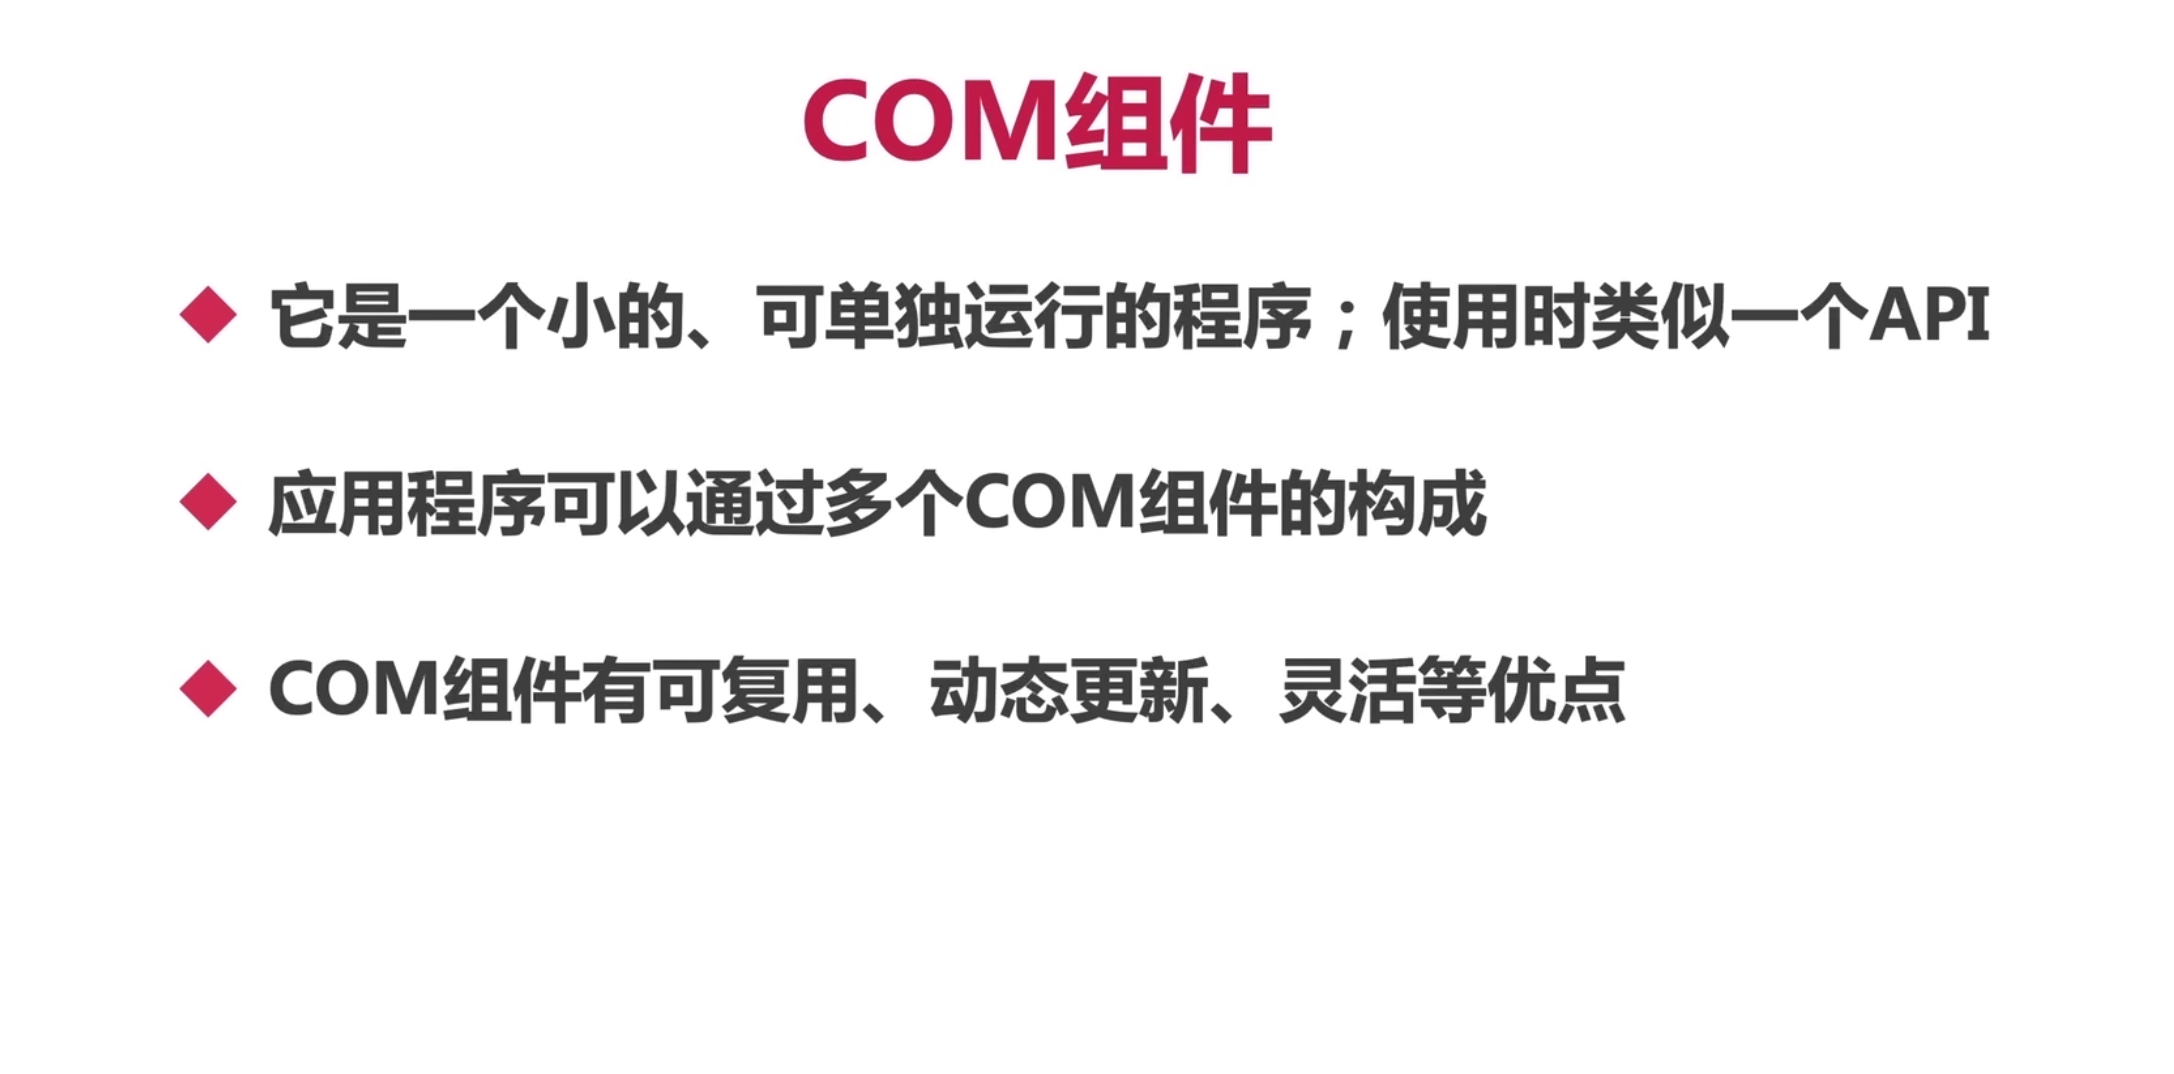 COM组件
它是一个小的、可单独运行的程序；使用时类似一个API
应用程序可以通过多个COM组件的构成
COM组件有可复用、动态更新、灵活等优点